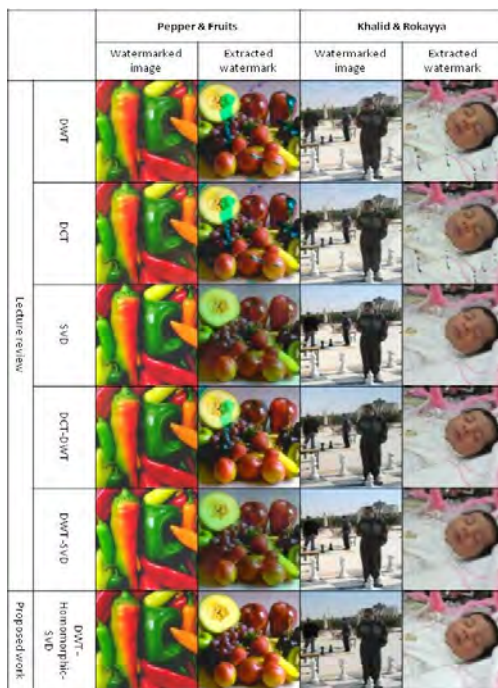 Pepper & Fruits
Khalid & Rokayya
Watermarked
image
Extracted
watermark
Watermarked
image
Extracted
watermark
Lecture review
DWT
DCT
SVD
DCT-DWT
DWT-SVD
Proposed work
DWT-
Homomorphic-
SVD